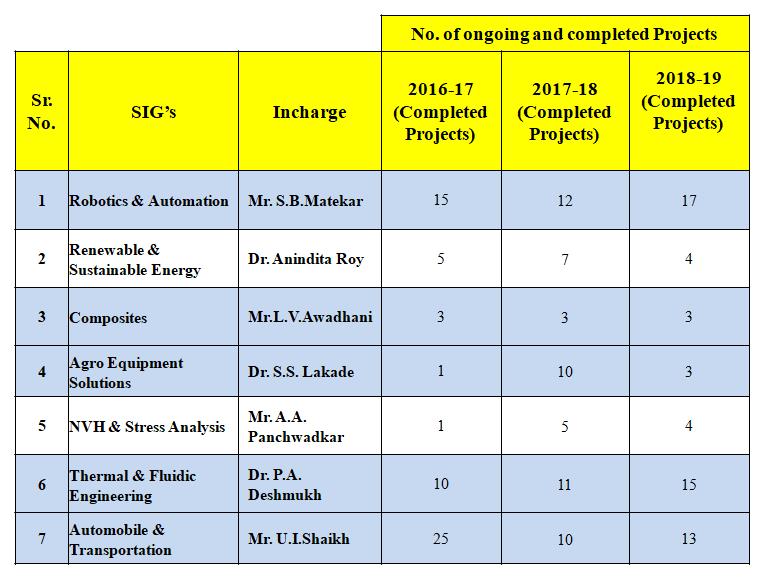 No. of ongoing and completed Projects
Sr. No. SIG's Incharge 2016-17 (Completed Projects) 2017-18 (Completed Projects) 2018-19 (Completed Projects)
1 Robotics & Automation Mr. S.B.Matekar 15 12 17
2 Renewable & Sustainable Energy Dr. Anindita Roy 5 7 4
3 Composites Mr.L.V.Awadhani 3 3 3
4 Agro Equipment Solutions Dr. S.S. Lakade 1 10 3
5 NVH & Stress Analysis Mr. A.A. Panchwadkar 1 5 4
6 Thermal & Fluidic Engineering Dr. P.A. Deshmukh 10 11 15
7 Automobile & Transportation Mr. U.I.Shaikh 25 10 13